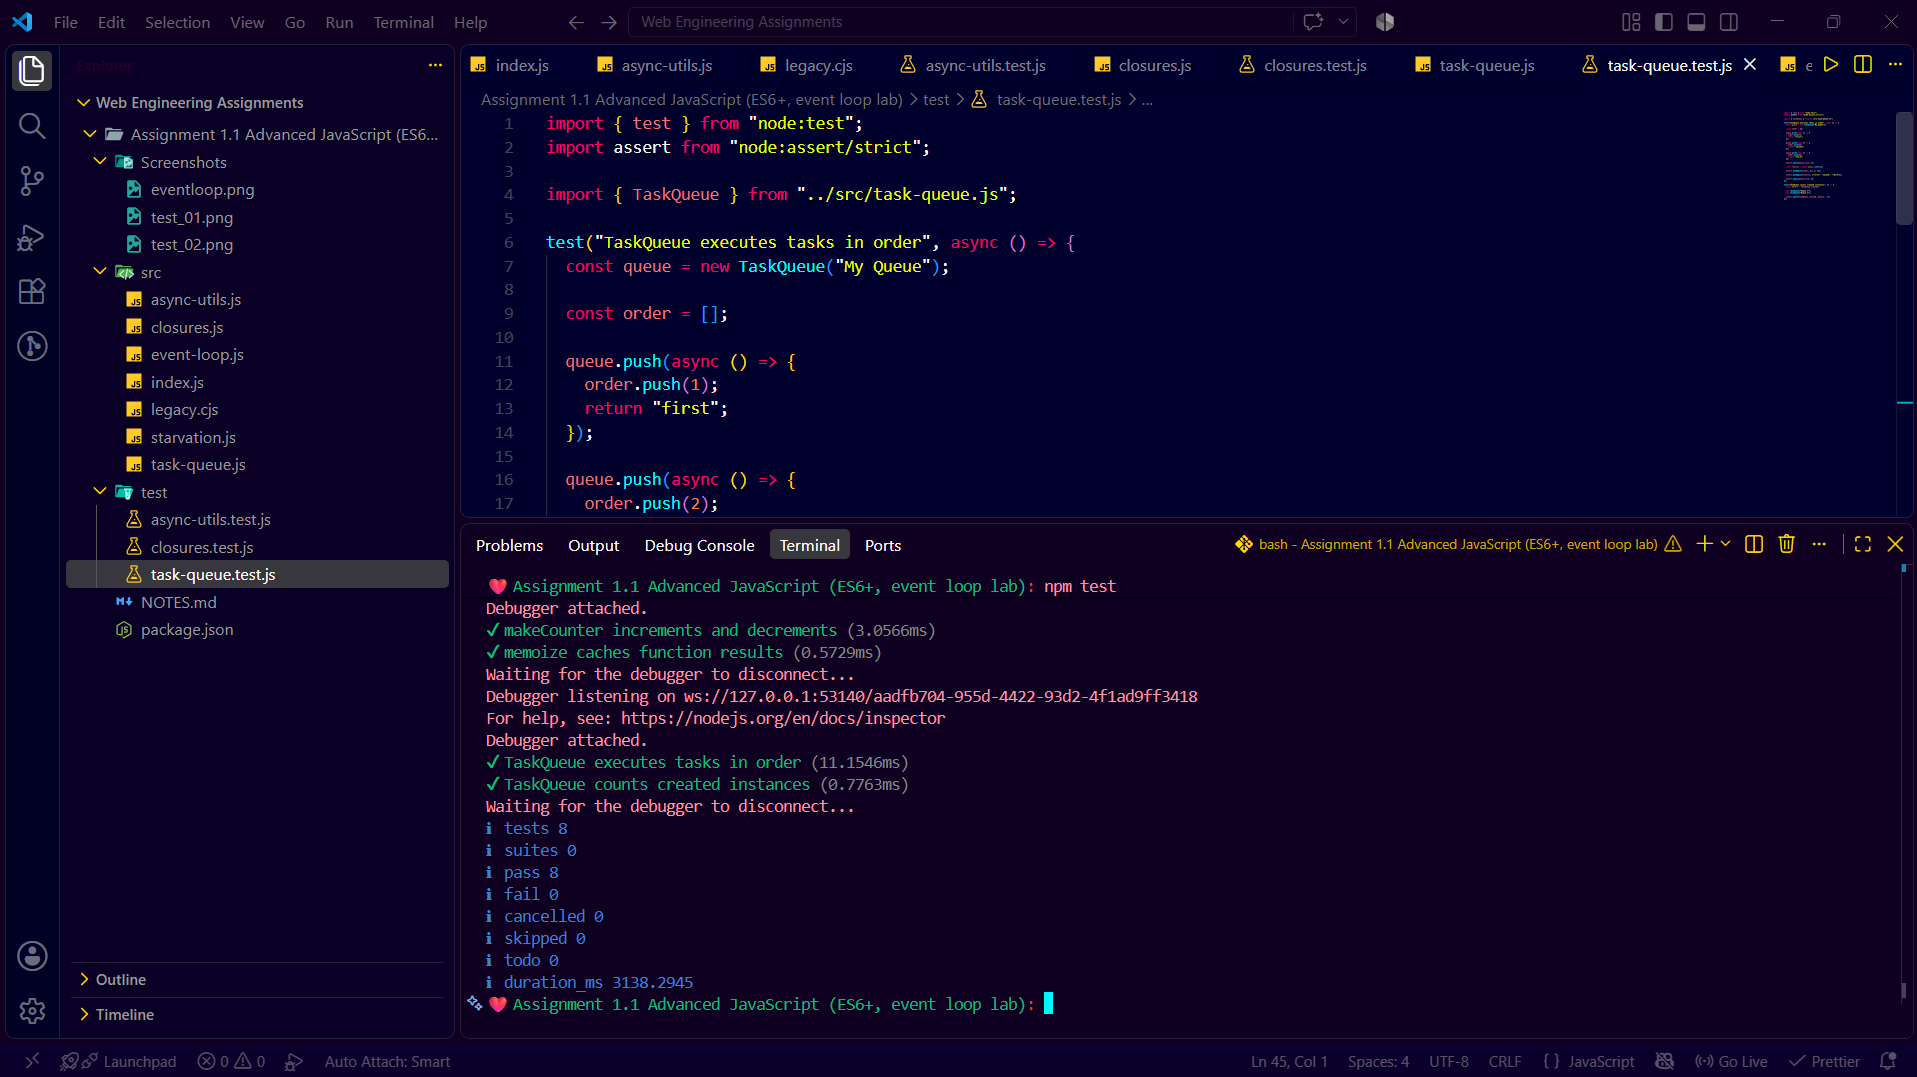 File Edit Selection View Go Run Terminal Help
Web Engineering Assignments
Explorer
Web Engineering Assignments
Assignment 1.1 Advanced JavaScript (ES6...
Screenshots
eventloop.png
test_01.png
test_02.png
src
async-utils.js
closures.js
event-loop.js
index.js
legacy.cjs
starvation.js
task-queue.js
test
async-utils.test.js
closures.test.js
task-queue.test.js
NOTES.md
package.json
Outline
Timeline
index.js async-utils.js legacy.cjs async-utils.test.js closures.js closures.test.js task-queue.js task-queue.test.js e
Assignment 1.1 Advanced JavaScript (ES6+, event loop lab) > test > task-queue.test.js > ...
1 import { test } from "node:test";
2 import assert from "node:assert/strict";
3
4 import { TaskQueue } from "../src/task-queue.js";
5
6 test("TaskQueue executes tasks in order", async () => {
7 const queue = new TaskQueue("My Queue");
8
9 const order = [];
10
11 queue.push(async () => {
12 order.push(1);
13 return "first";
14 });
15
16 queue.push(async () => {
17 order.push(2);
Problems Output Debug Console Terminal Ports
bash - Assignment 1.1 Advanced JavaScript (ES6+, event loop lab)
Assignment 1.1 Advanced JavaScript (ES6+, event loop lab): npm test
Debugger attached.
✓ makeCounter increments and decrements (3.0566ms)
✓ memoize caches function results (0.5729ms)
Waiting for the debugger to disconnect...
Debugger listening on ws://127.0.0.1:53140/aadfb704-955d-4422-93d2-4f1ad9ff3418
For help, see: https://nodejs.org/en/docs/inspector
Debugger attached.
✓ TaskQueue executes tasks in order (11.1546ms)
✓ TaskQueue counts created instances (0.7763ms)
Waiting for the debugger to disconnect...
ℹ tests 8
ℹ suites 0
ℹ pass 8
ℹ fail 0
ℹ cancelled 0
ℹ skipped 0
ℹ todo 0
ℹ duration_ms 3138.2945
Assignment 1.1 Advanced JavaScript (ES6+, event loop lab):
Launchpad 0 0 Auto Attach: Smart Ln 45, Col 1 Spaces: 4 UTF-8 CRLF { } JavaScript Go Live Prettier